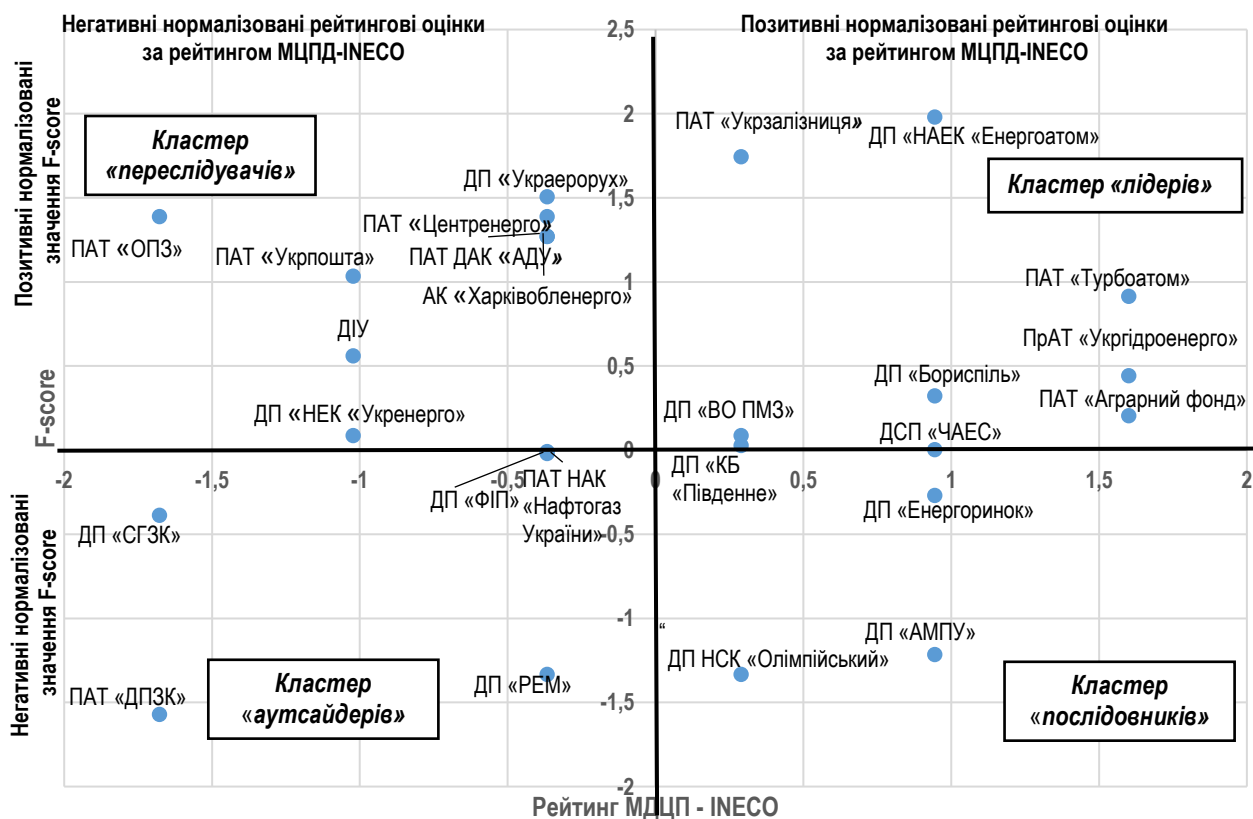 Негативні нормалізовані рейтингові оцінки
за рейтингом МЦПД-INECO
Позитивні нормалізовані рейтингові оцінки
за рейтингом МЦПД-INECO
Позитивні нормалізовані
значення F-score
Негативні нормалізовані
значення F-score
F-score
2,5
2
1,5
1
0,5
0
-0,5
-1
-1,5
-2
-2
-1,5
-1
-0,5
0
0,5
1
1,5
2
Кластер
«переслідувачів»
ПАТ «Укрзалізниця»
ДП «НАЕК «Енергоатом»
Кластер «лідерів»
ДП «Украерорух»
ПАТ «Центренерго»
ПАТ «ОПЗ»
ПАТ «Укрпошта»
ПАТ ДАК «АДУ»
АК «Харківобленерго»
ПАТ «Турбоатом»
ДІУ
ПрАТ «Укргідроенерго»
ДП «Бориспіль»
ДП «НЕК «Укренерго»
ДП «ВО ПМЗ»
ПАТ «Аграрний фонд»
ДСП «ЧАЕС»
ДП «КБ
«Південне»
ПАТ НАК
«Нафтогаз
України»
ДП «ФІП»
ДП «Енергоринок»
ДП «СГЗК»
“
ДП «АМПУ»
ДП НСК «Олімпійський»
ДП «РЕМ»
ПАТ «ДПЗК»
Кластер
«аутсайдерів»
Кластер
«послідовників»
Рейтинг МДЦП - INECO